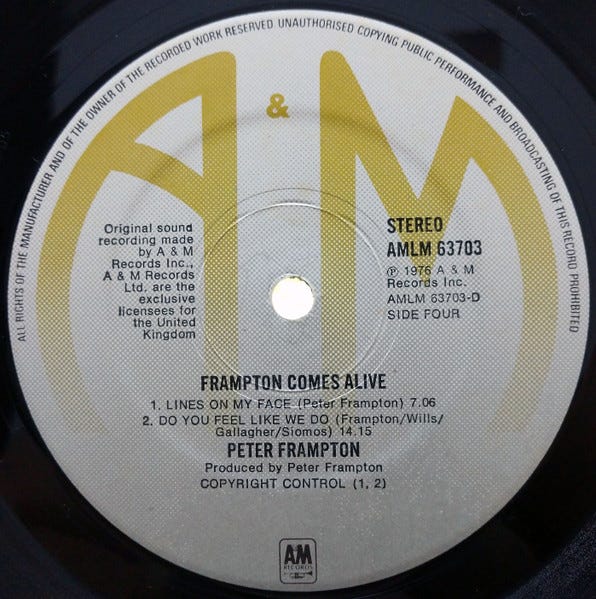 ALL RIGHTS OF THE MANUFACTURER AND OF THE OWNER OF THE RECORDED WORK RESERVED UNAUTHORISED COPYING PUBLIC PERFORMANCE AND BROADCASTING OF THIS RECORD PROHIBITED
A & M
Original sound
recording made
by A & M
Records Inc.,
A & M Records
Ltd. are the
exclusive
licensees for
the United
Kingdom
STEREO
AMLM 63703
Ⓟ 1976 A & M
Records Inc.
AMLM 63703-D
SIDE FOUR
FRAMPTON COMES ALIVE
1. LINES ON MY FACE (Peter Frampton) 7.06
2. DO YOU FEEL LIKE WE DO (Frampton/Wills/
Gallagher/Siomos) 14.15
PETER FRAMPTON
Produced by Peter Frampton
COPYRIGHT CONTROL (1, 2)
AM
RECORDS